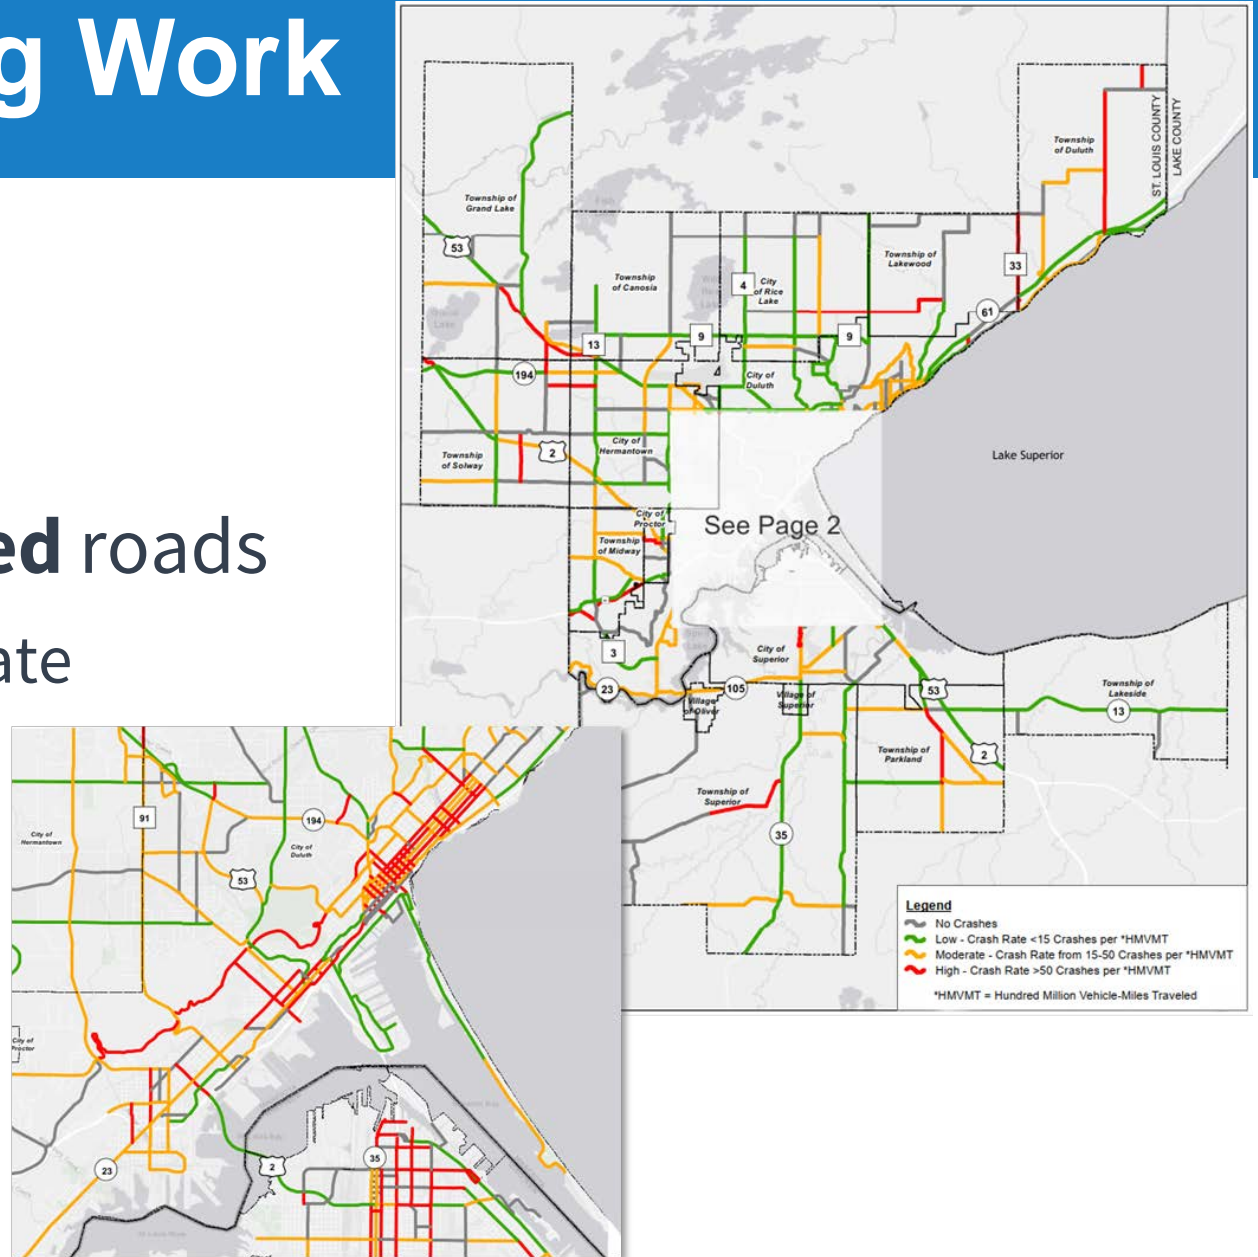 g Work
ed roads
ate
Township
of Duluth
ST. LOUIS COUNTY
LAKE COUNTY
Township of
Grand Lake
53
Township of
Lakewood
33
Township
of Canosia
4
City
of Rice
Lake
61
13
9
9
194
City of
Duluth
City of
Hermantown
2
Township
of Solway
Lake Superior
City of
Proctor
See Page 2
Township
of Midway
3
City of
Superior
23
105
53
Village
of Oliver
Village of
Superior
Township of
Lakeside
13
Township of
Parkland
2
Township of
Superior
35
Legend
No Crashes
Low - Crash Rate <15 Crashes per *HMVMT
Moderate - Crash Rate from 15-50 Crashes per *HMVMT
High - Crash Rate >50 Crashes per *HMVMT
*HMVMT = Hundred Million Vehicle-Miles Traveled
91
194
City of
Hermantown
City of
Duluth
53
City of
Proctor
23
2
35